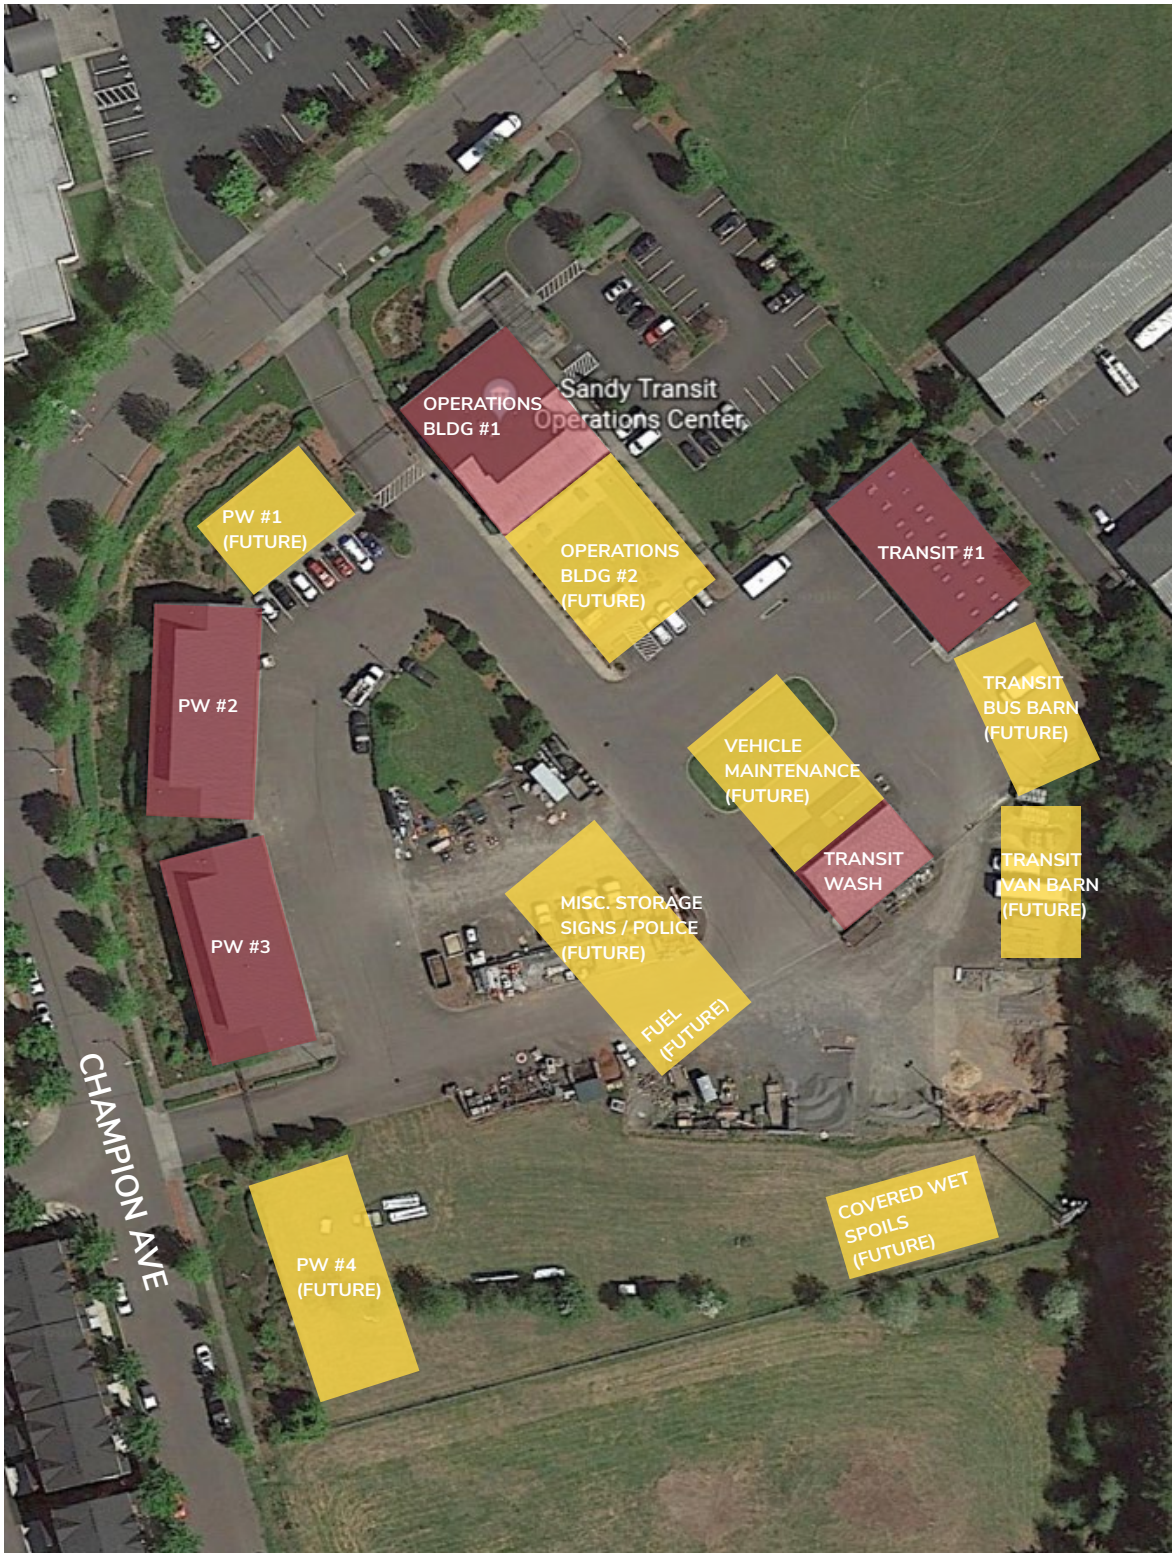 OPERATIONS
BLDG #1
Sandy Transit
Operations Center
PW #1
(FUTURE)
OPERATIONS
BLDG #2
(FUTURE)
TRANSIT #1
TRANSIT
BUS BARN
(FUTURE)
PW #2
VEHICLE
MAINTENANCE
(FUTURE)
TRANSIT
WASH
TRANSIT
VAN BARN
(FUTURE)
MISC. STORAGE
SIGNS / POLICE
(FUTURE)
PW #3
FUEL
(FUTURE)
CHAMPION AVE
COVERED WET
SPOILS
(FUTURE)
PW #4
(FUTURE)